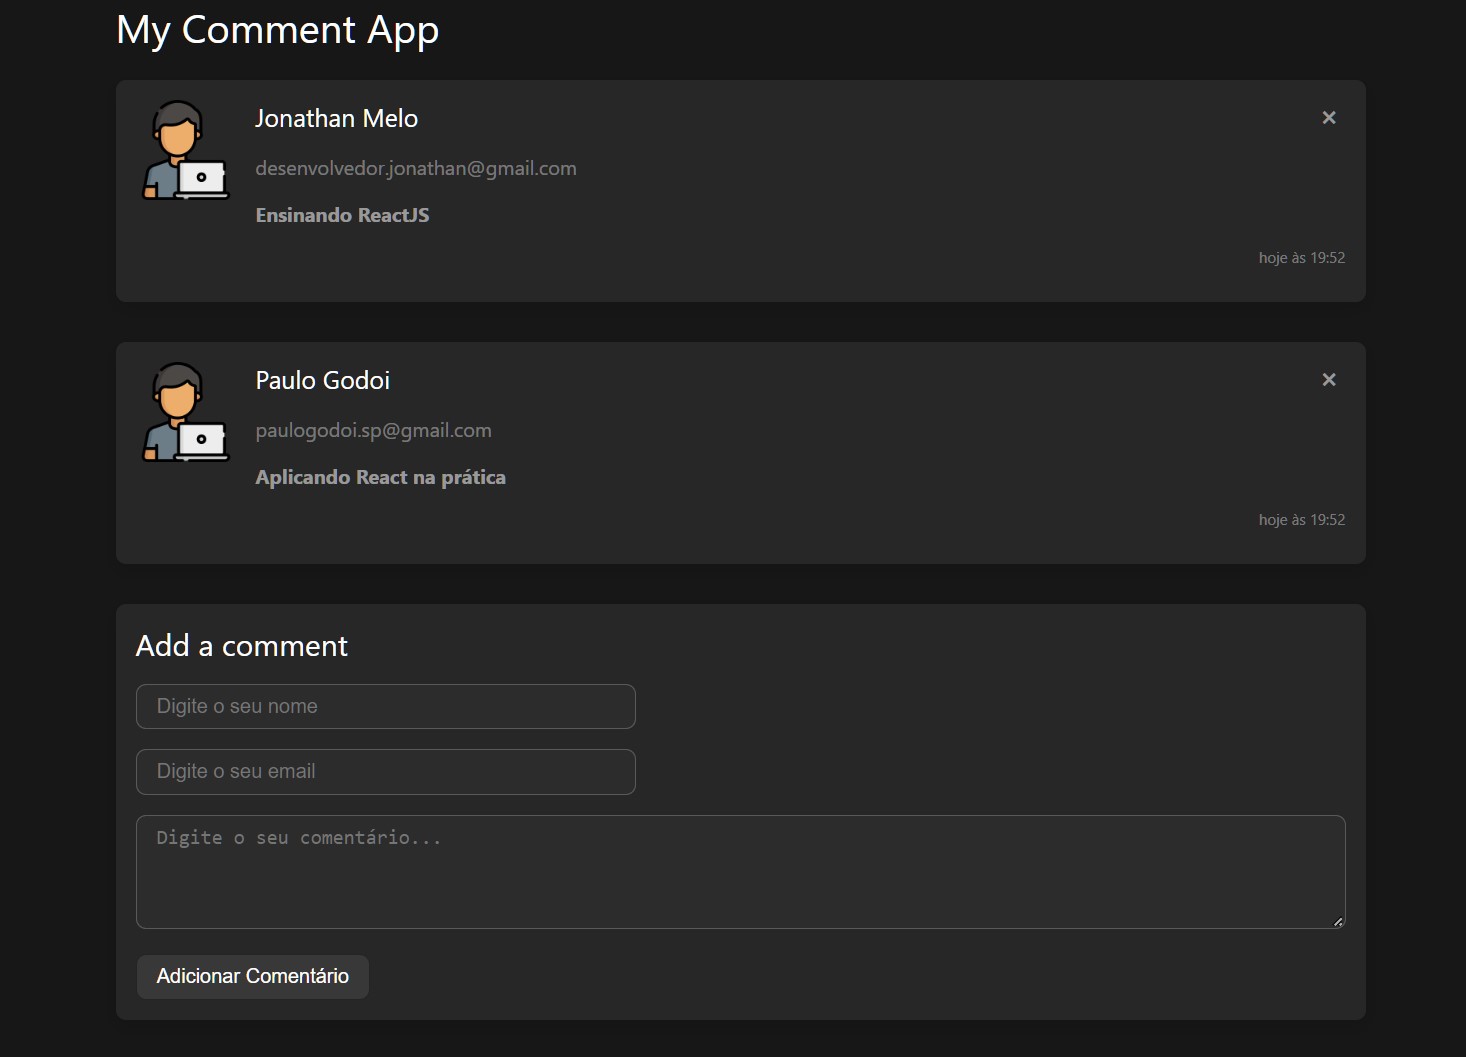 My Comment App
Jonathan Melo
×
desenvolvedor.jonathan@gmail.com
Ensinando ReactJS
hoje às 19:52
Paulo Godoi
×
paulogodoi.sp@gmail.com
Aplicando React na prática
hoje às 19:52
Add a comment
Digite o seu nome
Digite o seu email
Digite o seu comentário...
Adicionar Comentário